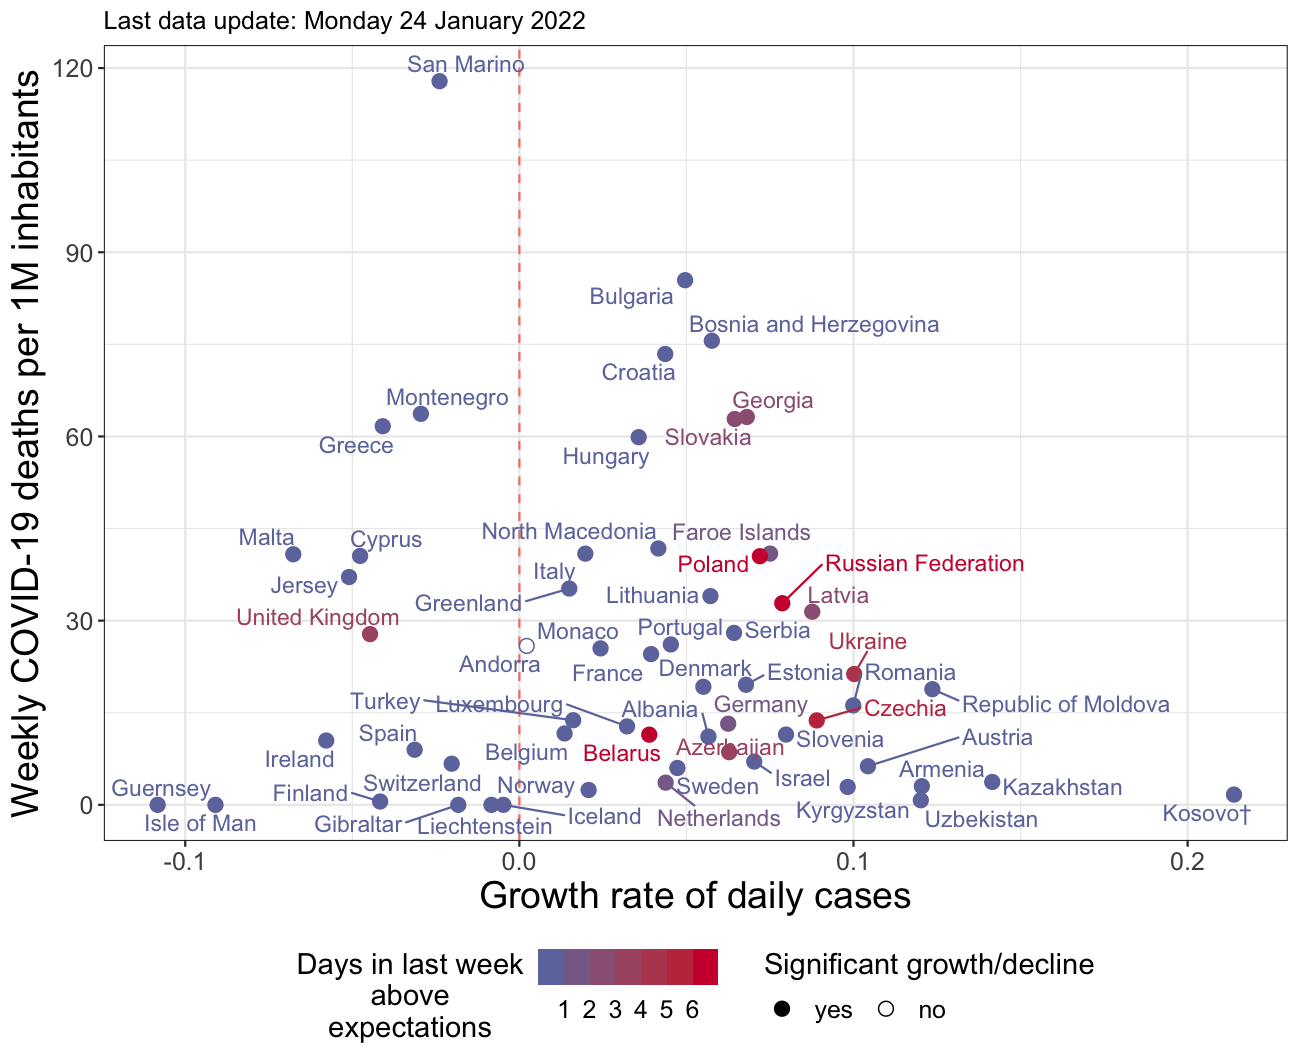 Last data update: Monday 24 January 2022
Weekly COVID-19 deaths per 1M inhabitants
120
90
60
30
0
San Marino
Bulgaria
Bosnia and Herzegovina
Croatia
Montenegro
Georgia
Greece
Slovakia
Hungary
Malta
Cyprus
North Macedonia
Faroe Islands
Poland
Russian Federation
Jersey
Italy
Greenland
Lithuania
Latvia
United Kingdom
Monaco
Portugal
Serbia
Ukraine
Andorra
France
Denmark
Estonia
Romania
Turkey
Luxembourg
Albania
Germany
Czechia
Republic of Moldova
Spain
Belgium
Belarus
Azerbaijan
Slovenia
Austria
Ireland
Switzerland
Norway
Sweden
Israel
Armenia
Kazakhstan
Guernsey
Finland
Isle of Man
Gibraltar
Liechtenstein
Iceland
Netherlands
Kyrgyzstan
Uzbekistan
Kosovo†
-0.1
0.0
0.1
0.2
Growth rate of daily cases
Days in last week
above
expectations
1 2 3 4 5 6
Significant growth/decline
yes no